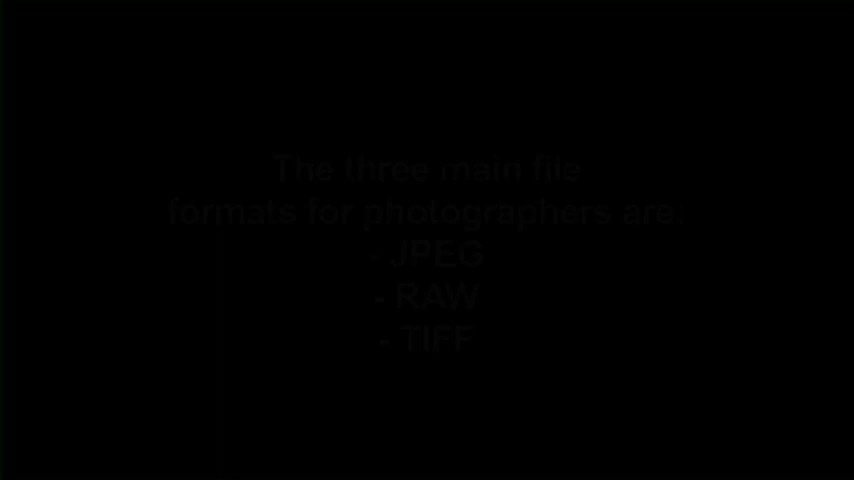 The three main file
formats for photographers are:
- JPEG
- RAW
- TIFF